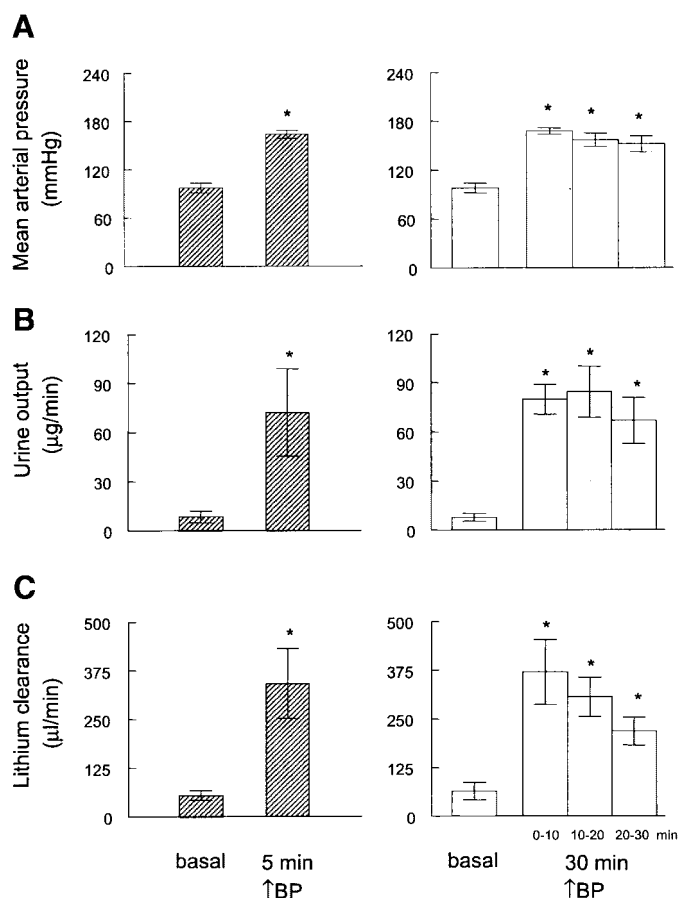 A
Mean arterial pressure
(mmHg)
240
180
120
60
0
*
240
180
120
60
0
* * *
B
Urine output
(µg/min)
120
90
60
30
0
*
120
90
60
30
0
* * *
C
Lithium clearance
(µl/min)
500
375
250
125
0
*
500
375
250
125
0
* * *
0-10 10-20 20-30 min
basal 5 min
↑BP
basal 30 min
↑BP